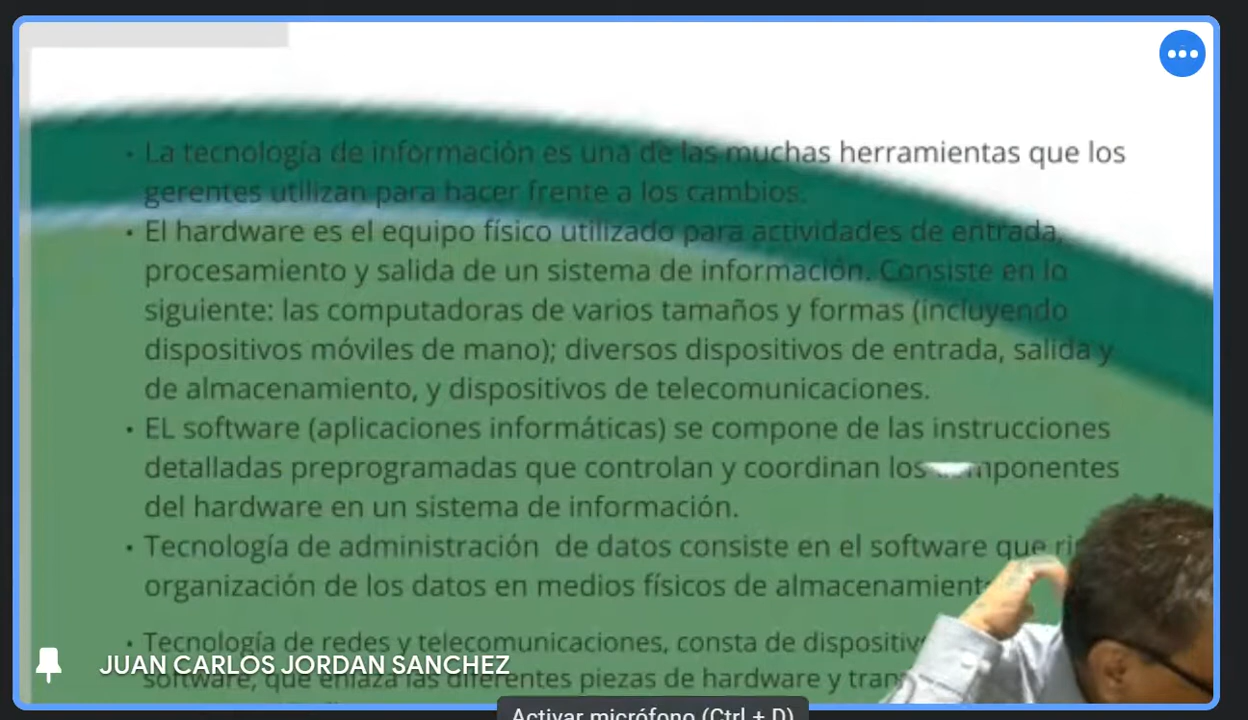 • La tecnología de información es una de las muchas herramientas que los
gerentes utilizan para hacer frente a los cambios.
• El hardware es el equipo físico utilizado para actividades de entrada,
procesamiento y salida de un sistema de información. Consiste en lo
siguiente: las computadoras de varios tamaños y formas (incluyendo
dispositivos móviles de mano); diversos dispositivos de entrada, salida y
de almacenamiento, y dispositivos de telecomunicaciones.
• EL software (aplicaciones informáticas) se compone de las instrucciones
detalladas preprogramadas que controlan y coordinan los
del hardware en un sistema de información.
• Tecnología de administración de datos consiste en el software que
organización de los datos en medios físicos de
• Tecnología de redes y telecomunicaciones, consta de
JUAN CARLOS JORDAN SANCHEZ
software, que enlaza las diferentes piezas de hardware y
Activar micrófono (Ctrl + D)